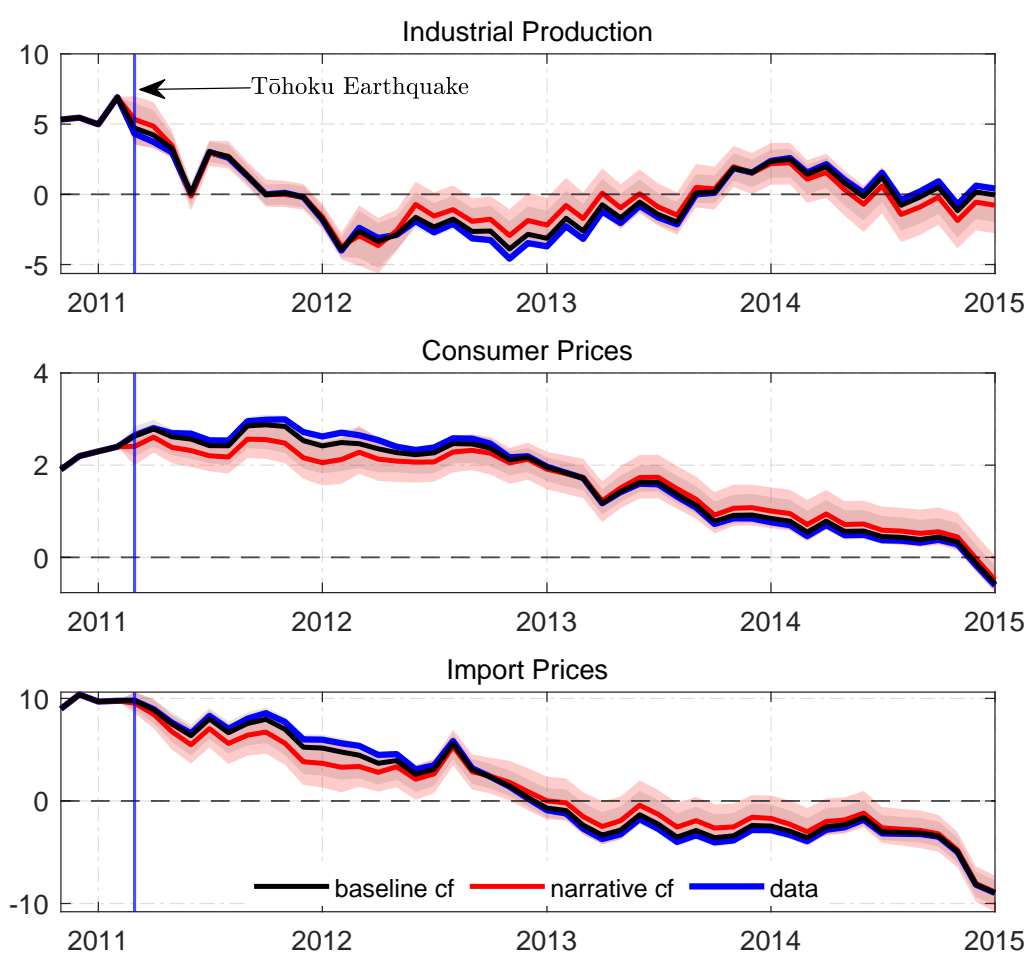 Industrial Production
10
5
0
-5
Tōhoku Earthquake
2011 2012 2013 2014 2015
Consumer Prices
4
2
0
2011 2012 2013 2014 2015
Import Prices
10
0
-10
baseline cf narrative cf data
2011 2012 2013 2014 2015